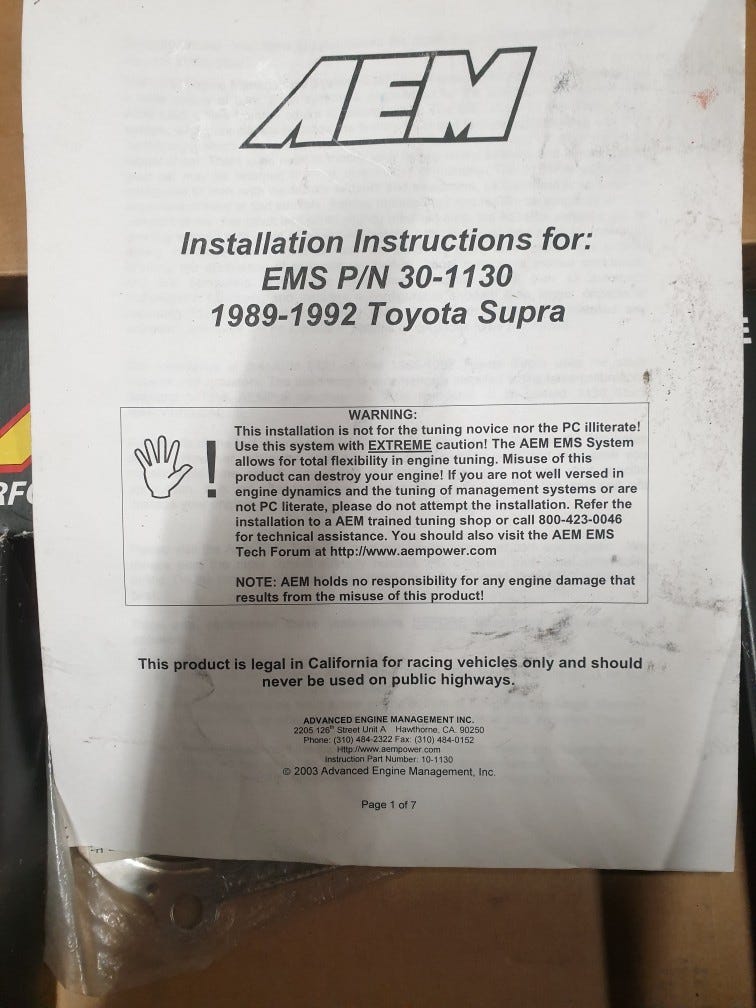 AEM
Installation Instructions for:
EMS P/N 30-1130
1989-1992 Toyota Supra
WARNING:
This installation is not for the tuning novice nor the PC illiterate!
Use this system with EXTREME caution! The AEM EMS System
allows for total flexibility in engine tuning. Misuse of this
product can destroy your engine! If you are not well versed in
engine dynamics and the tuning of management systems or are
not PC literate, please do not attempt the installation. Refer the
installation to a AEM trained tuning shop or call 800-423-0046
for technical assistance. You should also visit the AEM EMS
Tech Forum at http://www.aempower.com
NOTE: AEM holds no responsibility for any engine damage that
results from the misuse of this product!
This product is legal in California for racing vehicles only and should
never be used on public highways.
ADVANCED ENGINE MANAGEMENT INC.
2205 126th Street Unit A Hawthorne, CA. 90250
Phone: (310) 484-2322 Fax: (310) 484-0152
Http://www.aempower.com
Instruction Part Number: 10-1130
© 2003 Advanced Engine Management, Inc.
Page 1 of 7